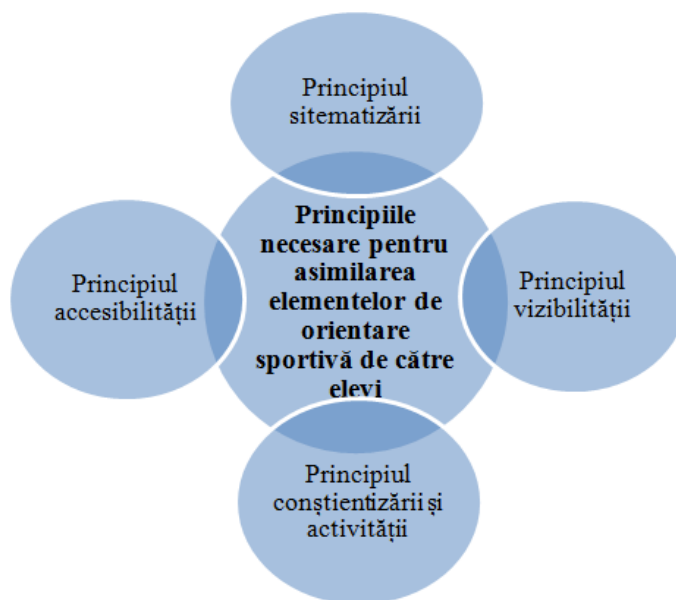 Principiul
sitematizării
Principiile
necesare pentru
asimilarea
elementelor de
orientare
sportivă de către
elevi
Principiul
accesibilității
Principiul
vizibilității
Principiul
conștientizării și
activității